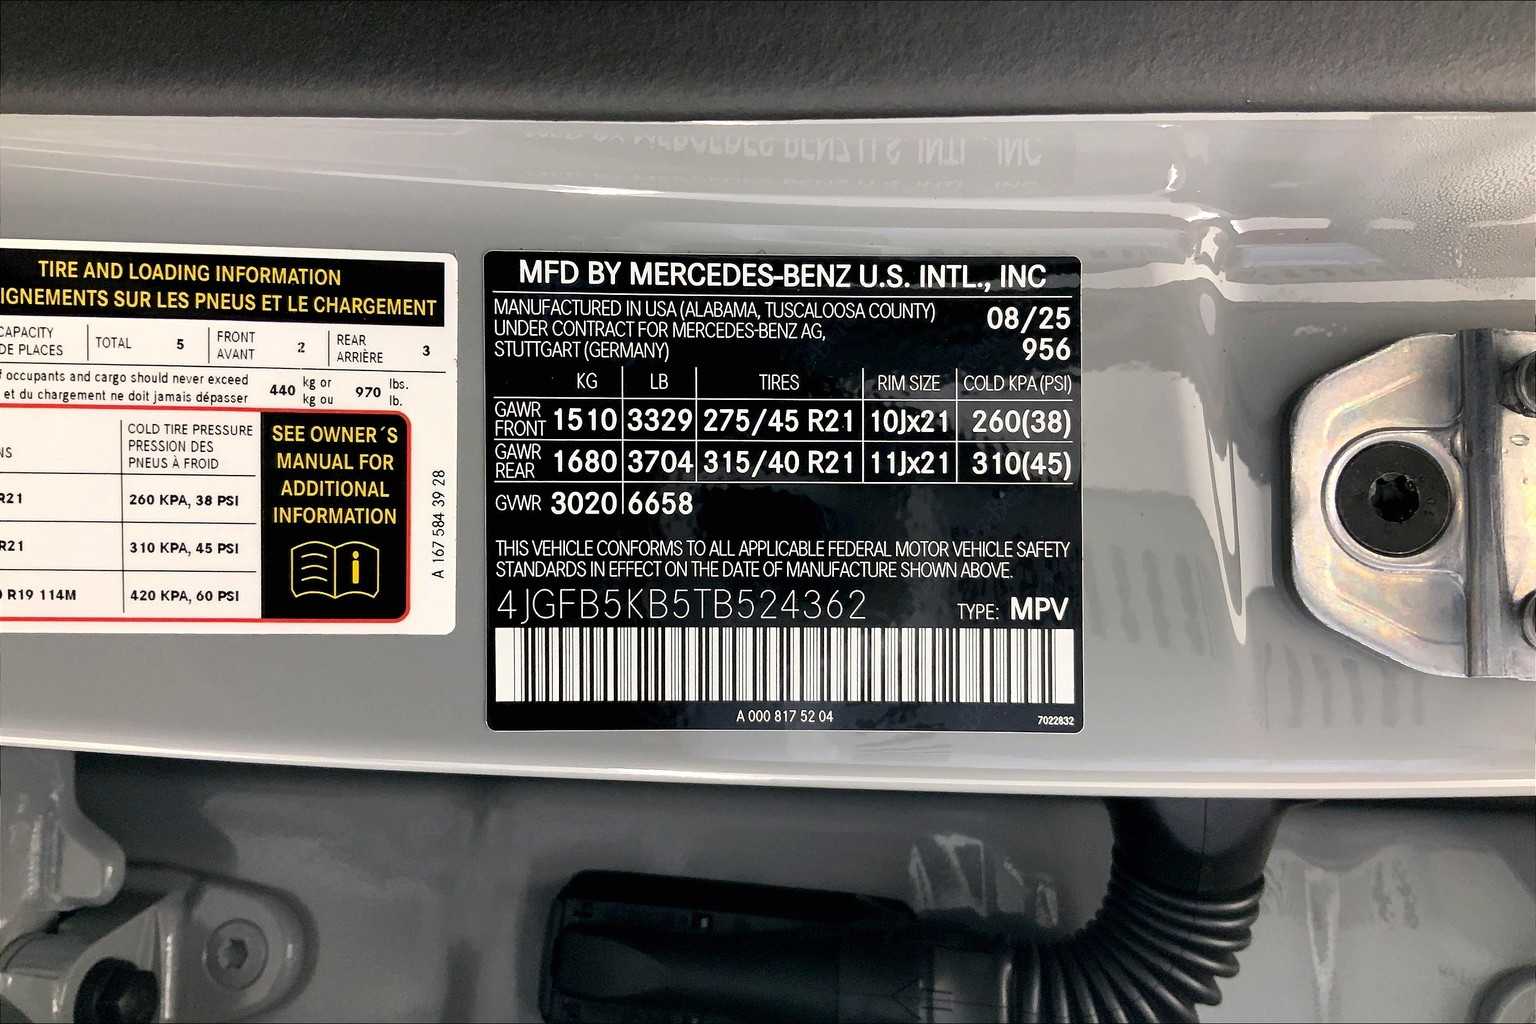 TIRE AND LOADING INFORMATION
IGNEMENTS SUR LES PNEUS ET LE CHARGEMENT
CAPACITY
DE PLACES
TOTAL 5
FRONT
AVANT 2
REAR
ARRIÈRE 3
f occupants and cargo should never exceed
et du chargement ne doit jamais dépasser
440 kg or
kg ou
970 lbs.
lb.
NS
COLD TIRE PRESSURE
PRESSION DES
PNEUS À FROID
R21 260 KPA, 38 PSI
R21 310 KPA, 45 PSI
0 R19 114M 420 KPA, 60 PSI
SEE OWNER´S
MANUAL FOR
ADDITIONAL
INFORMATION
A 167 584 39 28
MFD BY MERCEDES-BENZ U.S. INTL., INC
MANUFACTURED IN USA (ALABAMA, TUSCALOOSA COUNTY)
UNDER CONTRACT FOR MERCEDES-BENZ AG,
STUTTGART (GERMANY)
08/25
956
KG LB TIRES RIM SIZE COLD KPA (PSI)
GAWR
FRONT 1510 3329 275/45 R21 10Jx21 260(38)
GAWR
REAR 1680 3704 315/40 R21 11Jx21 310(45)
GVWR 3020 6658
THIS VEHICLE CONFORMS TO ALL APPLICABLE FEDERAL MOTOR VEHICLE SAFETY
STANDARDS IN EFFECT ON THE DATE OF MANUFACTURE SHOWN ABOVE.
4JGFB5KB5TB524362 TYPE: MPV
A 000 817 52 04
7022832